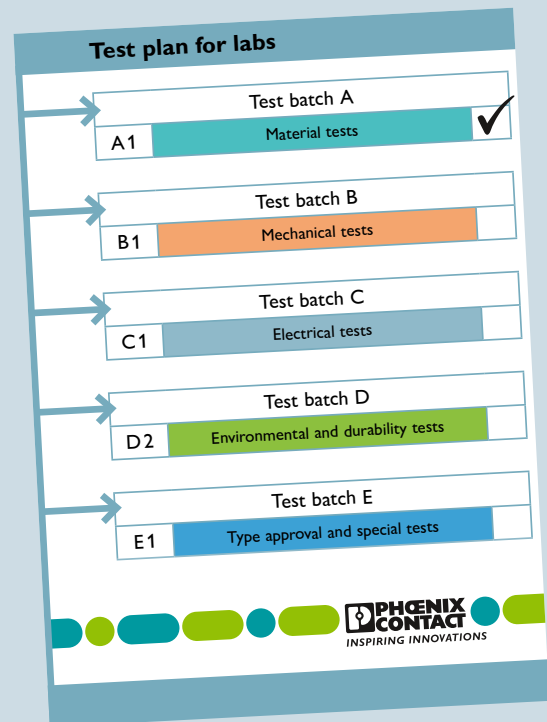 Test plan for labs
Test batch A
A1 Material tests
Test batch B
B1 Mechanical tests
Test batch C
C1 Electrical tests
Test batch D
D2 Environmental and durability tests
Test batch E
E1 Type approval and special tests
PHŒNIX
CONTACT
INSPIRING INNOVATIONS